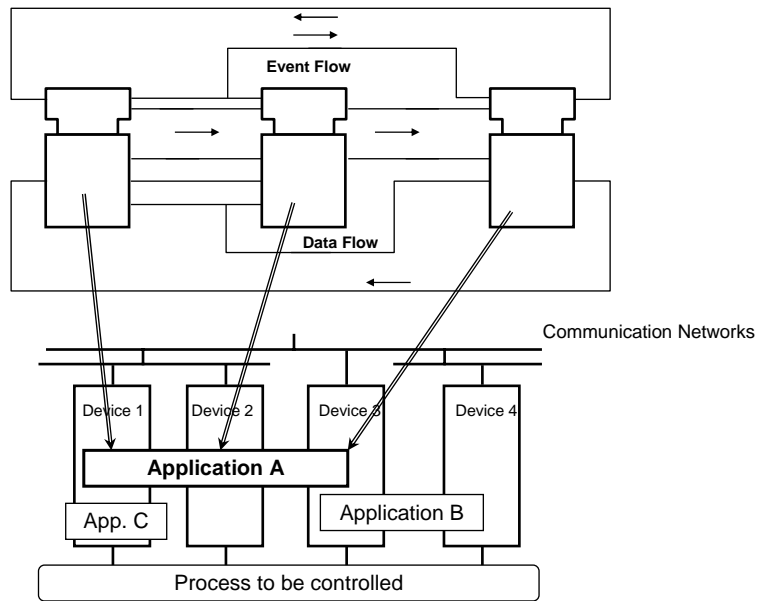 Event Flow
Data Flow
Communication Networks
Device 1
Device 2
Device 3
Device 4
Application A
App. C
Application B
Process to be controlled